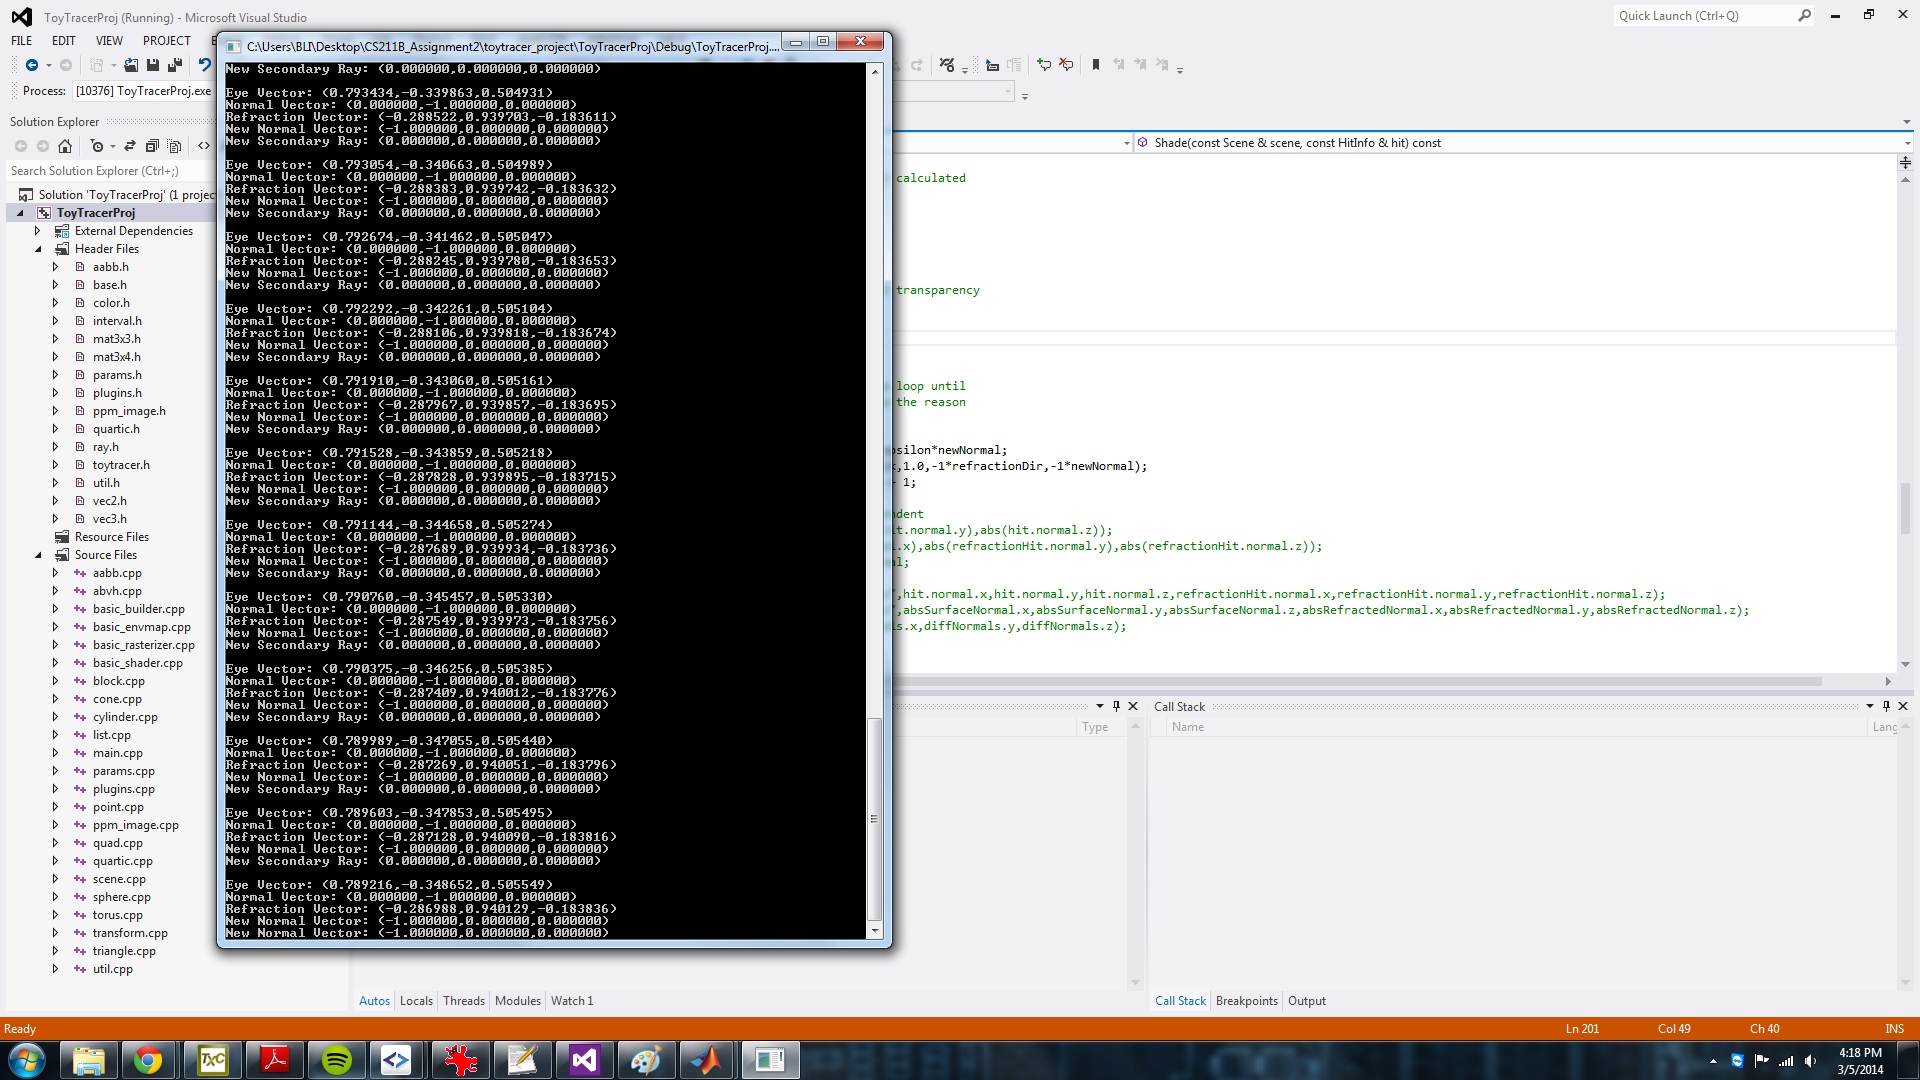 ToyTracerProj (Running) - Microsoft Visual Studio
Quick Launch (Ctrl+Q)
FILE EDIT VIEW PROJECT
C:\Users\BLI\Desktop\CS211B_Assignment2\toytracer_project\ToyTracerProj\Debug\ToyTracerProj....
Process: [10376] ToyTracerProj.exe
Solution Explorer
Search Solution Explorer (Ctrl+;)
Solution 'ToyTracerProj' (1 projec
ToyTracerProj
External Dependencies
Header Files
aabb.h
base.h
color.h
interval.h
mat3x3.h
mat3x4.h
params.h
plugins.h
ppm_image.h
quartic.h
ray.h
toytracer.h
util.h
vec2.h
vec3.h
Resource Files
Source Files
aabb.cpp
abvh.cpp
basic_builder.cpp
basic_envmap.cpp
basic_rasterizer.cpp
basic_shader.cpp
block.cpp
cone.cpp
cylinder.cpp
list.cpp
main.cpp
params.cpp
plugins.cpp
point.cpp
ppm_image.cpp
quad.cpp
quartic.cpp
scene.cpp
sphere.cpp
torus.cpp
transform.cpp
triangle.cpp
util.cpp
New Secondary Ray: (0.000000,0.000000,0.000000)
Eye Vector: (0.793434,-0.339863,0.504931)
Normal Vector: (0.000000,-1.000000,0.000000)
Refraction Vector: (-0.288522,0.939703,-0.183611)
New Normal Vector: (-1.000000,0.000000,0.000000)
New Secondary Ray: (0.000000,0.000000,0.000000)
Eye Vector: (0.793054,-0.340663,0.504989)
Normal Vector: (0.000000,-1.000000,0.000000)
Refraction Vector: (-0.288383,0.939742,-0.183632)
New Normal Vector: (-1.000000,0.000000,0.000000)
New Secondary Ray: (0.000000,0.000000,0.000000)
Eye Vector: (0.792674,-0.341462,0.505047)
Normal Vector: (0.000000,-1.000000,0.000000)
Refraction Vector: (-0.288245,0.939780,-0.183653)
New Normal Vector: (-1.000000,0.000000,0.000000)
New Secondary Ray: (0.000000,0.000000,0.000000)
Eye Vector: (0.792292,-0.342261,0.505104)
Normal Vector: (0.000000,-1.000000,0.000000)
Refraction Vector: (-0.288106,0.939818,-0.183674)
New Normal Vector: (-1.000000,0.000000,0.000000)
New Secondary Ray: (0.000000,0.000000,0.000000)
Eye Vector: (0.791910,-0.343060,0.505161)
Normal Vector: (0.000000,-1.000000,0.000000)
Refraction Vector: (-0.287967,0.939857,-0.183695)
New Normal Vector: (-1.000000,0.000000,0.000000)
New Secondary Ray: (0.000000,0.000000,0.000000)
Eye Vector: (0.791528,-0.343859,0.505218)
Normal Vector: (0.000000,-1.000000,0.000000)
Refraction Vector: (-0.287828,0.939895,-0.183715)
New Normal Vector: (-1.000000,0.000000,0.000000)
New Secondary Ray: (0.000000,0.000000,0.000000)
Eye Vector: (0.791144,-0.344658,0.505274)
Normal Vector: (0.000000,-1.000000,0.000000)
Refraction Vector: (-0.287689,0.939934,-0.183736)
New Normal Vector: (-1.000000,0.000000,0.000000)
New Secondary Ray: (0.000000,0.000000,0.000000)
Eye Vector: (0.790760,-0.345457,0.505330)
Normal Vector: (0.000000,-1.000000,0.000000)
Refraction Vector: (-0.287549,0.939973,-0.183756)
New Normal Vector: (-1.000000,0.000000,0.000000)
New Secondary Ray: (0.000000,0.000000,0.000000)
Eye Vector: (0.790375,-0.346256,0.505385)
Normal Vector: (0.000000,-1.000000,0.000000)
Refraction Vector: (-0.287409,0.940012,-0.183776)
New Normal Vector: (-1.000000,0.000000,0.000000)
New Secondary Ray: (0.000000,0.000000,0.000000)
Eye Vector: (0.789989,-0.347055,0.505440)
Normal Vector: (0.000000,-1.000000,0.000000)
Refraction Vector: (-0.287269,0.940051,-0.183796)
New Normal Vector: (-1.000000,0.000000,0.000000)
New Secondary Ray: (0.000000,0.000000,0.000000)
Eye Vector: (0.789603,-0.347853,0.505495)
Normal Vector: (0.000000,-1.000000,0.000000)
Refraction Vector: (-0.287128,0.940090,-0.183816)
New Normal Vector: (-1.000000,0.000000,0.000000)
New Secondary Ray: (0.000000,0.000000,0.000000)
Eye Vector: (0.789216,-0.348652,0.505549)
Normal Vector: (0.000000,-1.000000,0.000000)
Refraction Vector: (-0.286988,0.940129,-0.183836)
New Normal Vector: (-1.000000,0.000000,0.000000)
New Normal Vector: (-1.000000,0.000000,0.000000)
Shade(const Scene & scene, const HitInfo & hit) const
calculated
transparency
loop until
the reason
psilon*newNormal;
,1.0,-1*refractionDir,-1*newNormal);
1;
ndent
it.normal.y),abs(hit.normal.z));
l.x),abs(refractionHit.normal.y),abs(refractionHit.normal.z));
l;
",hit.normal.x,hit.normal.y,hit.normal.z,refractionHit.normal.x,refractionHit.normal.y,refractionHit.normal.z);
",absSurfaceNormal.x,absSurfaceNormal.y,absSurfaceNormal.z,absRefractedNormal.x,absRefractedNormal.y,absRefractedNormal.z);
ls.x,diffNormals.y,diffNormals.z);
Type
Call Stack
Name Lang
Autos Locals Threads Modules Watch 1
Call Stack Breakpoints Output
Ready Ln 201 Col 49 Ch 40 INS
TXC
4:18 PM
3/5/2014